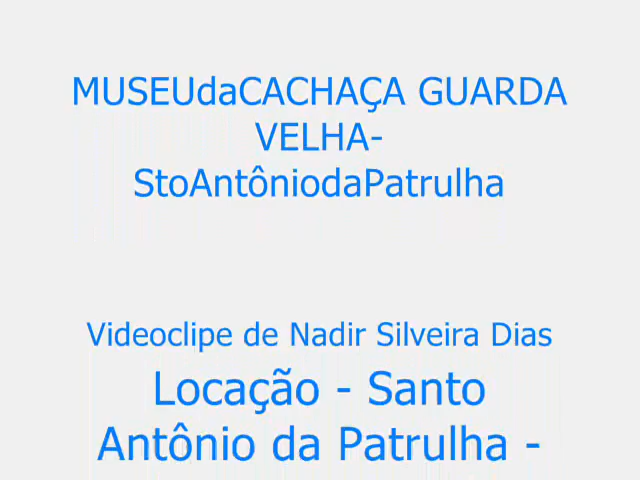 MUSEUdaCACHAÇA GUARDA
VELHA-
StoAntôniodaPatrulha
Videoclipe de Nadir Silveira Dias
Locação - Santo
Antônio da Patrulha -